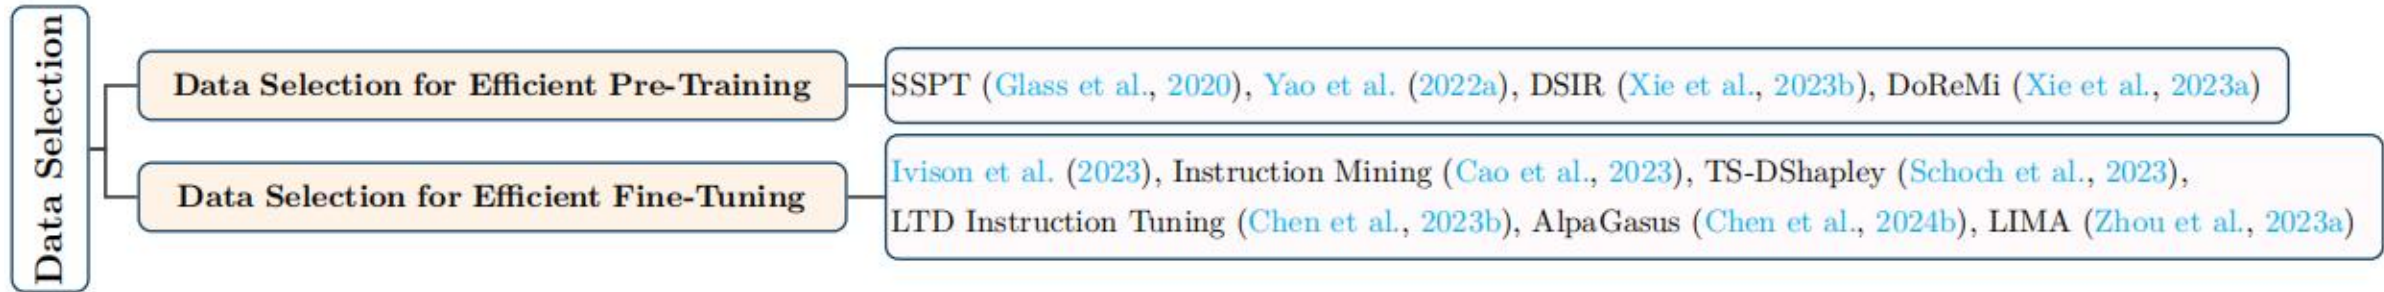 Data Selection
Data Selection for Efficient Pre-Training
SSPT (Glass et al., 2020), Yao et al. (2022a), DSIR (Xie et al., 2023b), DoReMi (Xie et al., 2023a)
Data Selection for Efficient Fine-Tuning
Ivison et al. (2023), Instruction Mining (Cao et al., 2023), TS-DShapley (Schoch et al., 2023),
LTD Instruction Tuning (Chen et al., 2023b), AlpaGasus (Chen et al., 2024b), LIMA (Zhou et al., 2023a)